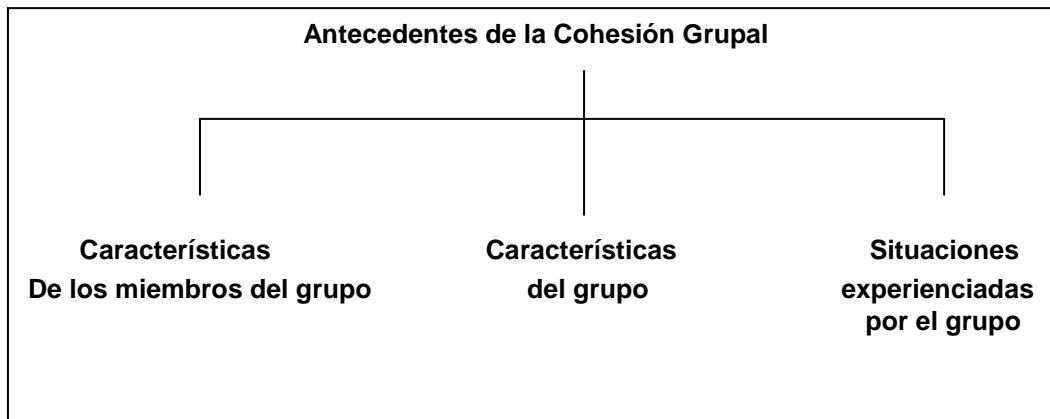 Antecedentes de la Cohesión Grupal
Características
De los miembros del grupo
Características
del grupo
Situaciones
experienciadas
por el grupo